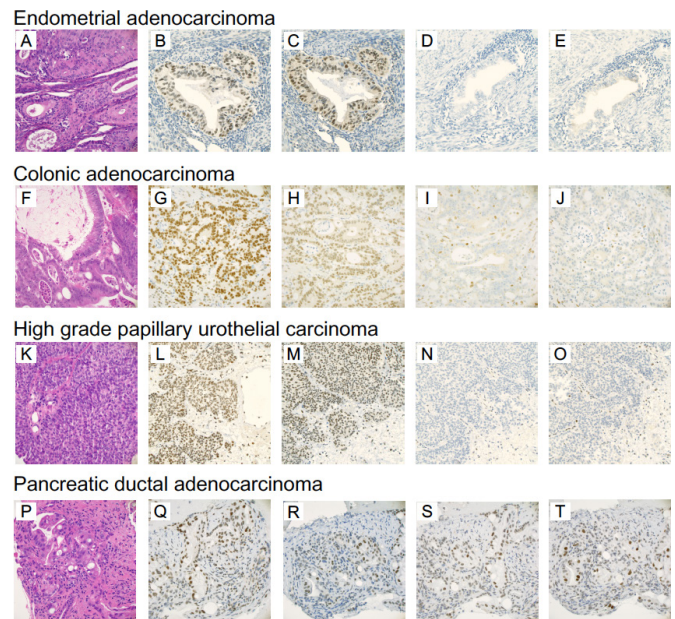 Endometrial adenocarcinoma
A B C D E
Colonic adenocarcinoma
F G H I J
High grade papillary urothelial carcinoma
K L M N O
Pancreatic ductal adenocarcinoma
P Q R S T